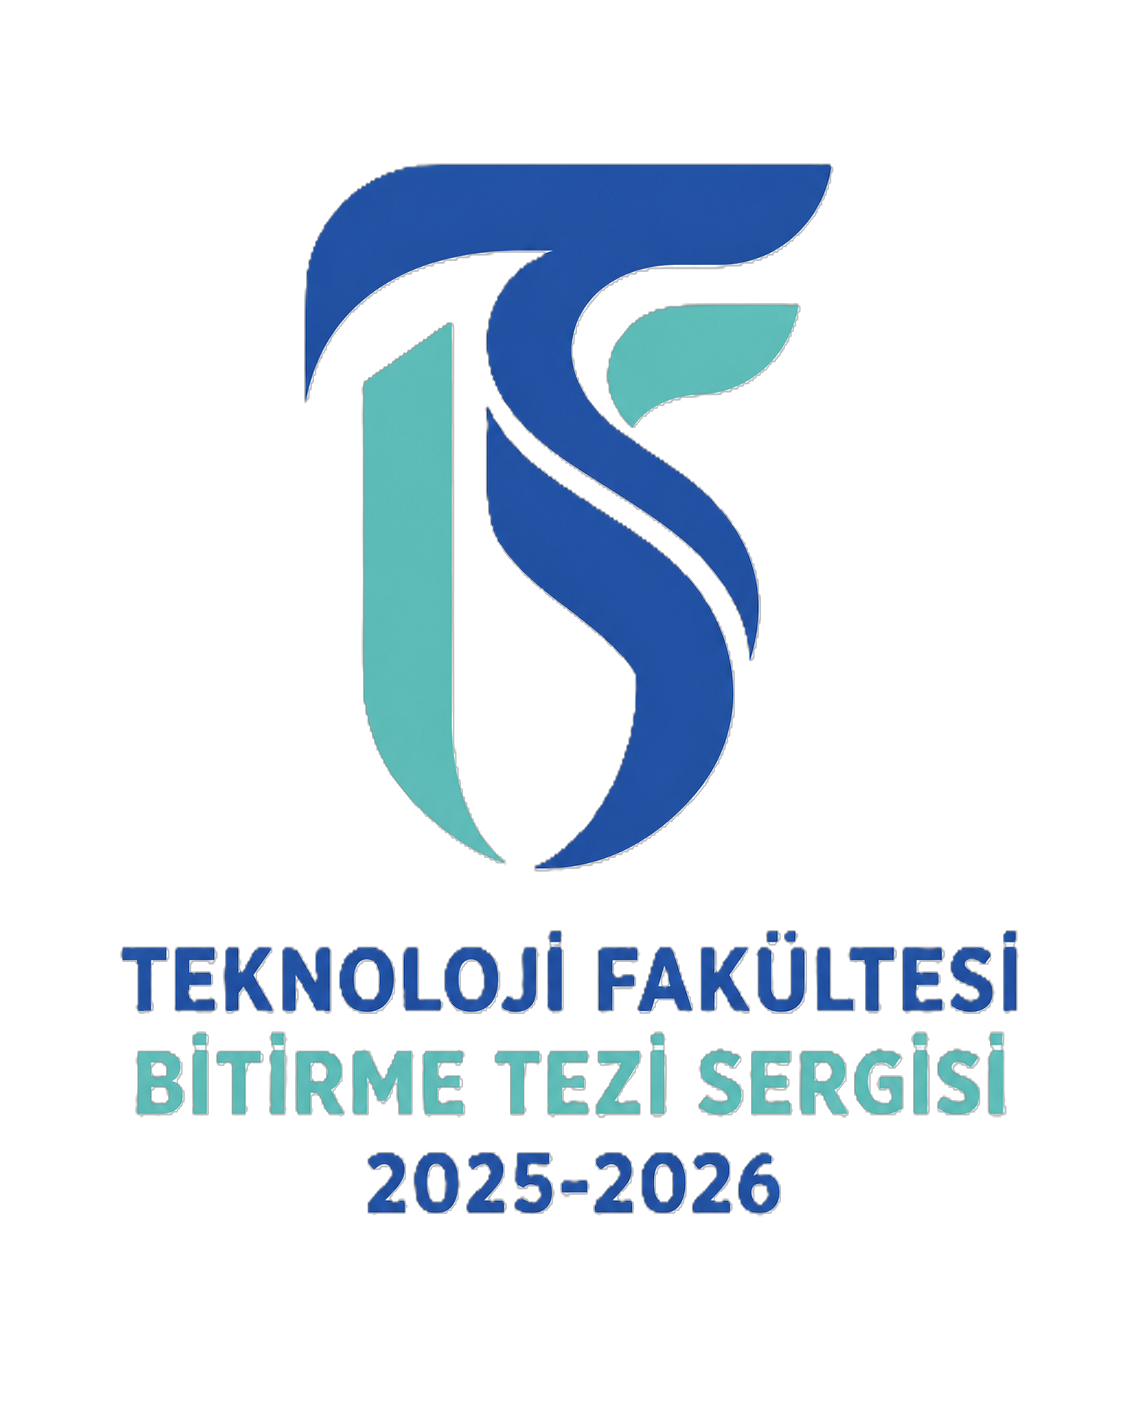 TEKNOLOJİ FAKÜLTESİ
BİTİRME TEZİ SERGİSİ
2025-2026